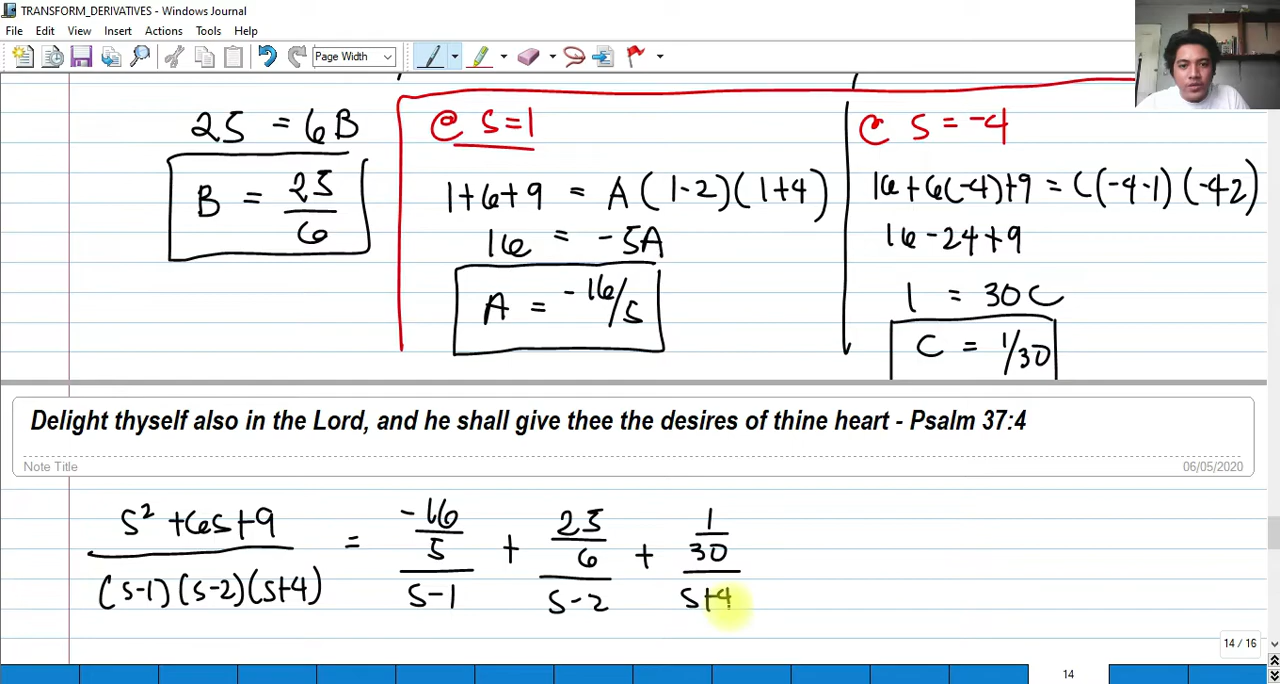 TRANSFORM_DERIVATIVES - Windows Journal
File Edit View Insert Actions Tools Help
Page Width
25 = 6B
B = 25/6
@ s=1
1+6+9 = A(1-2)(1+4)
16 = -5A
A = -16/5
@ s = -4
16+6(-4)+9 = C(-4-1)(-4-2)
16-24+9
1 = 30C
C = 1/30
Delight thyself also in the Lord, and he shall give thee the desires of thine heart - Psalm 37:4
Note Title 06/05/2020
s² + 6s + 9 / (s-1)(s-2)(s+4) = -16/5 / s-1 + 25/6 / s-2 + 1/30 / s+4
14 / 16
14